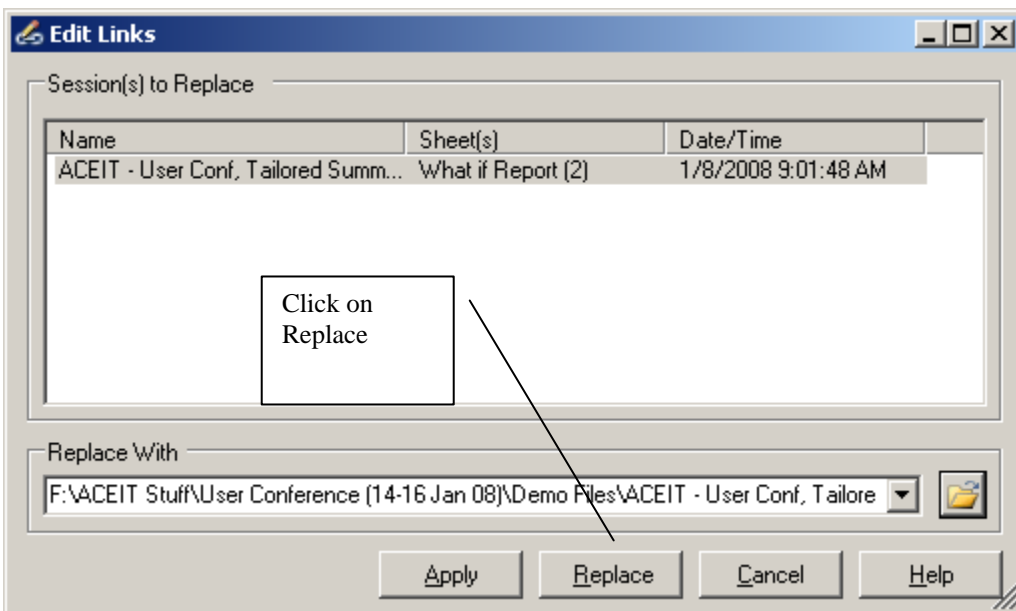 Edit Links
Session(s) to Replace
Name Sheet(s) Date/Time
ACEIT - User Conf, Tailored Summ... What if Report (2) 1/8/2008 9:01:48 AM
Click on
Replace
Replace With
F:\ACEIT Stuff\User Conference (14-16 Jan 08)\Demo Files\ACEIT - User Conf, Tailore
Apply Replace Cancel Help